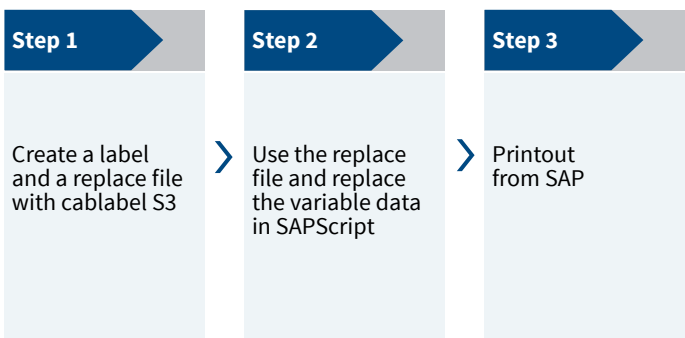 Step 1
Create a label
and a replace file
with cablabel S3
Step 2
Use the replace
file and replace
the variable data
in SAPScript
Step 3
Printout
from SAP